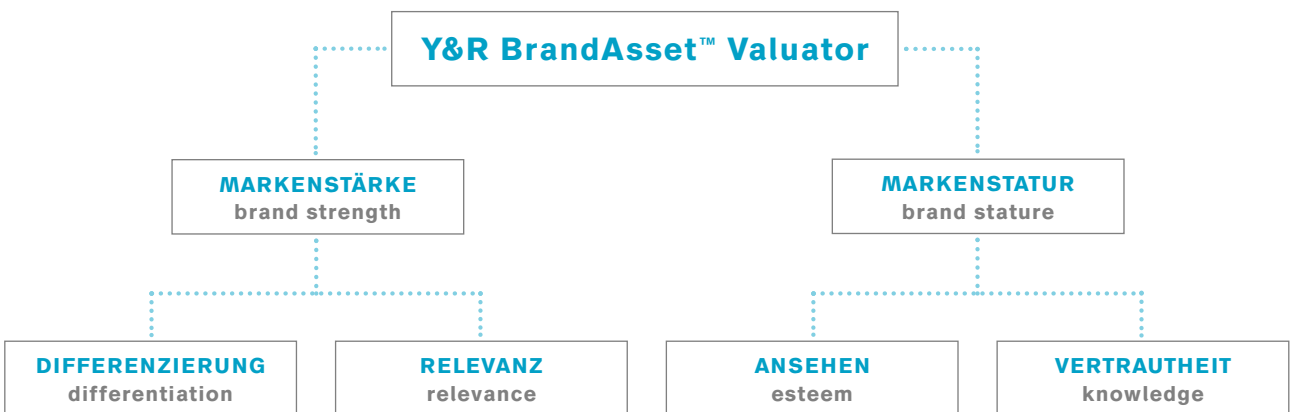 Y&R BrandAsset™ Valuator
MARKENSTÄRKE
brand strength
MARKENSTATUR
brand stature
DIFFERENZIERUNG
differentiation
RELEVANZ
relevance
ANSEHEN
esteem
VERTRAUTHEIT
knowledge